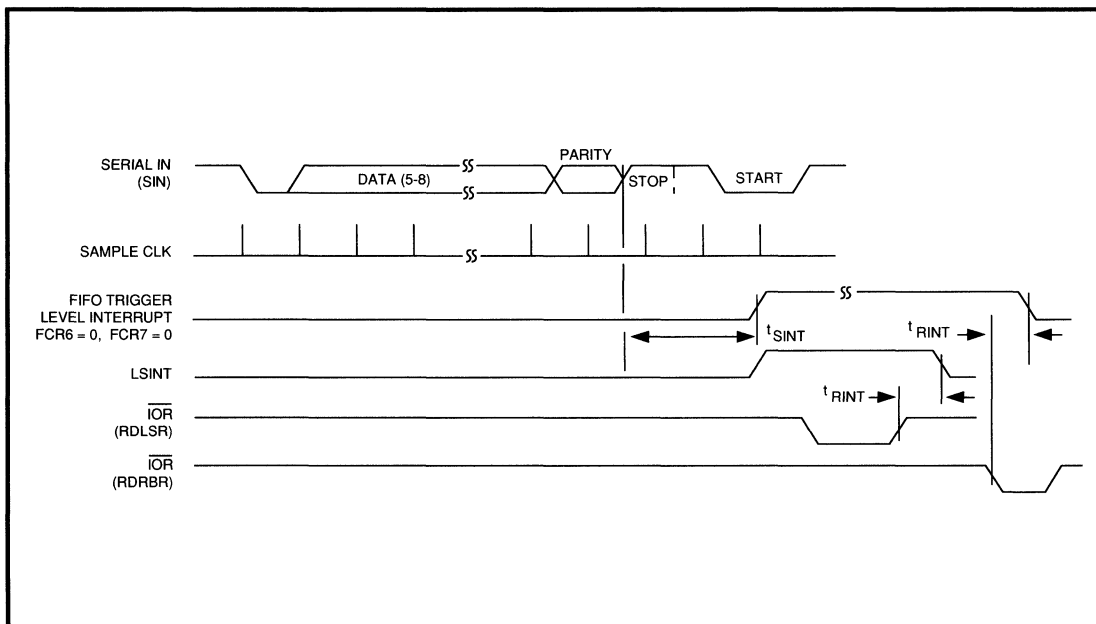 SERIAL IN
(SIN)
DATA (5-8)
PARITY
STOP
START
SAMPLE CLK
FIFO TRIGGER
LEVEL INTERRUPT
FCR6 = 0, FCR7 = 0
tSINT
tRINT
LSINT
tRINT
IOR
(RDLSR)
IOR
(RDRBR)